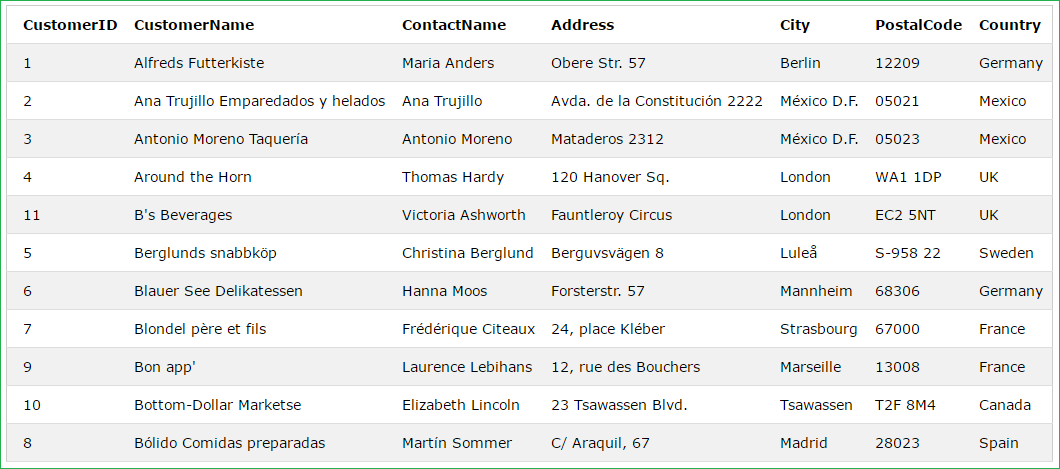 CustomerID CustomerName ContactName Address City PostalCode Country
1 Alfreds Futterkiste Maria Anders Obere Str. 57 Berlin 12209 Germany
2 Ana Trujillo Emparedados y helados Ana Trujillo Avda. de la Constitución 2222 México D.F. 05021 Mexico
3 Antonio Moreno Taquería Antonio Moreno Mataderos 2312 México D.F. 05023 Mexico
4 Around the Horn Thomas Hardy 120 Hanover Sq. London WA1 1DP UK
11 B's Beverages Victoria Ashworth Fauntleroy Circus London EC2 5NT UK
5 Berglunds snabbköp Christina Berglund Berguvsvägen 8 Luleå S-958 22 Sweden
6 Blauer See Delikatessen Hanna Moos Forsterstr. 57 Mannheim 68306 Germany
7 Blondel père et fils Frédérique Citeaux 24, place Kléber Strasbourg 67000 France
9 Bon app' Laurence Lebihans 12, rue des Bouchers Marseille 13008 France
10 Bottom-Dollar Marketse Elizabeth Lincoln 23 Tsawassen Blvd. Tsawassen T2F 8M4 Canada
8 Bólido Comidas preparadas Martín Sommer C/ Araquil, 67 Madrid 28023 Spain